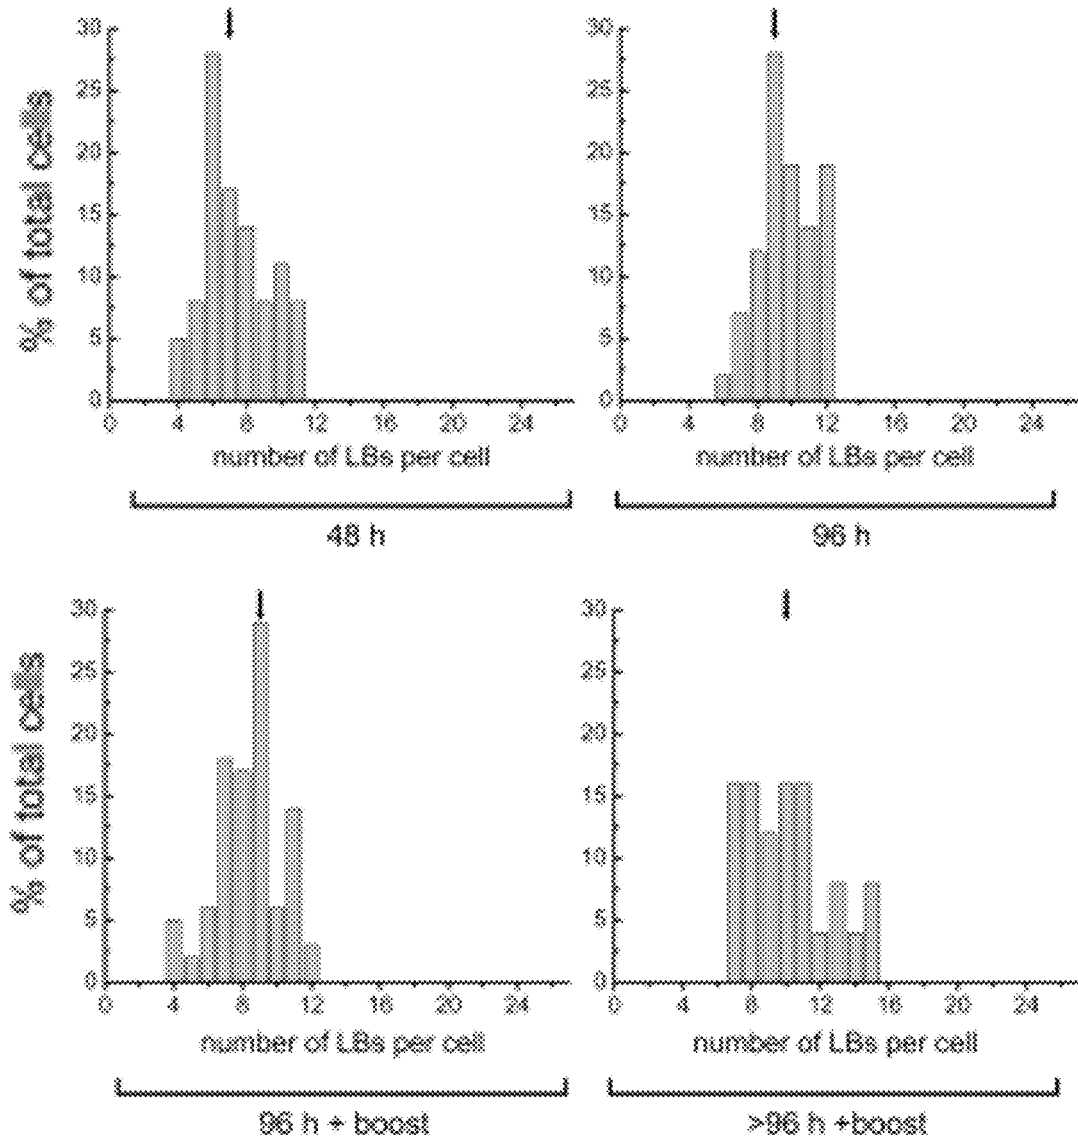 30
25
20
15
10
5
0
% of total cells
0 4 8 12 16 20 24
number of LBs per cell
48 h
30
25
20
15
10
5
0
0 4 8 12 16 20 24
number of LBs per cell
96 h
30
25
20
15
10
5
0
% of total cells
0 4 8 12 16 20 24
number of LBs per cell
96 h + boost
30
25
20
15
10
5
0
0 4 8 12 16 20 24
number of LBs per cell
>96 h +boost